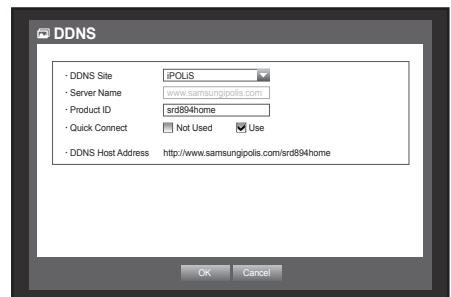 DDNS
· DDNS Site iPOLiS
· Server Name www.samsungipolis.com
· Product ID srd894home
· Quick Connect Not Used Use
· DDNS Host Address http://www.samsungipolis.com/srd894home
OK Cancel